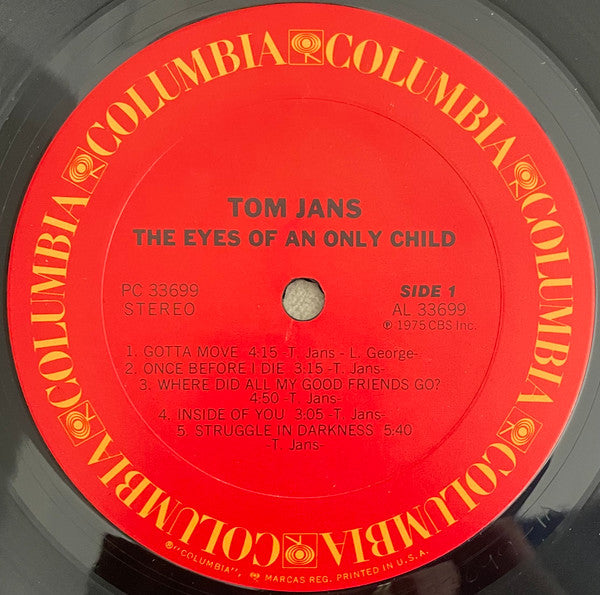 COLUMBIA COLUMBIA COLUMBIA COLUMBIA COLUMBIA COLUMBIA
TOM JANS
THE EYES OF AN ONLY CHILD
PC 33699
STEREO
SIDE 1
AL 33699
℗ 1975 CBS Inc.
1. GOTTA MOVE 4:15 -T. Jans - L. George-
2. ONCE BEFORE I DIE 3:15 -T. Jans-
3. WHERE DID ALL MY GOOD FRIENDS GO?
4:50 -T. Jans-
4. INSIDE OF YOU 3:05 -T. Jans-
5. STRUGGLE IN DARKNESS 5:40
-T. Jans-
®"COLUMBIA", MARCAS REG. PRINTED IN U.S.A.